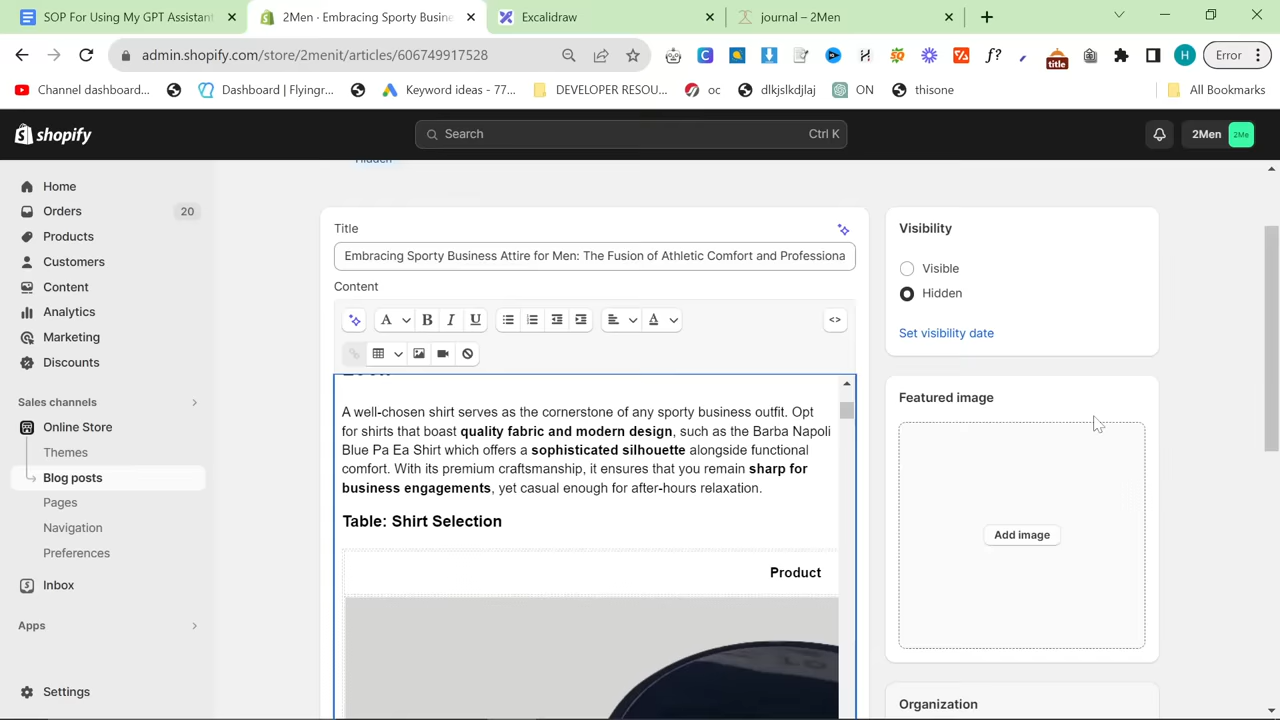 SOP For Using My GPT Assistant
2Men · Embracing Sporty Busine
Excalidraw
journal – 2Men
admin.shopify.com/store/2menit/articles/606749917528
title
H
Error
Channel dashboard...
Dashboard | Flyingr...
Keyword ideas - 77...
DEVELOPER RESOU...
oc
dlkjslkdjlaj
ON
thisone
All Bookmarks
shopify
Search
Ctrl K
2Men
2Me
Home
Orders
20
Products
Customers
Content
Analytics
Marketing
Discounts
Sales channels
Online Store
Themes
Blog posts
Pages
Navigation
Preferences
Inbox
Apps
Settings
Hidden
Title
Embracing Sporty Business Attire for Men: The Fusion of Athletic Comfort and Professiona
Content
A well-chosen shirt serves as the cornerstone of any sporty business outfit. Opt
for shirts that boast quality fabric and modern design, such as the Barba Napoli
Blue Pa Ea Shirt which offers a sophisticated silhouette alongside functional
comfort. With its premium craftsmanship, it ensures that you remain sharp for
business engagements, yet casual enough for after-hours relaxation.
Table: Shirt Selection
Product
Visibility
Visible
Hidden
Set visibility date
Featured image
Add image
Organization